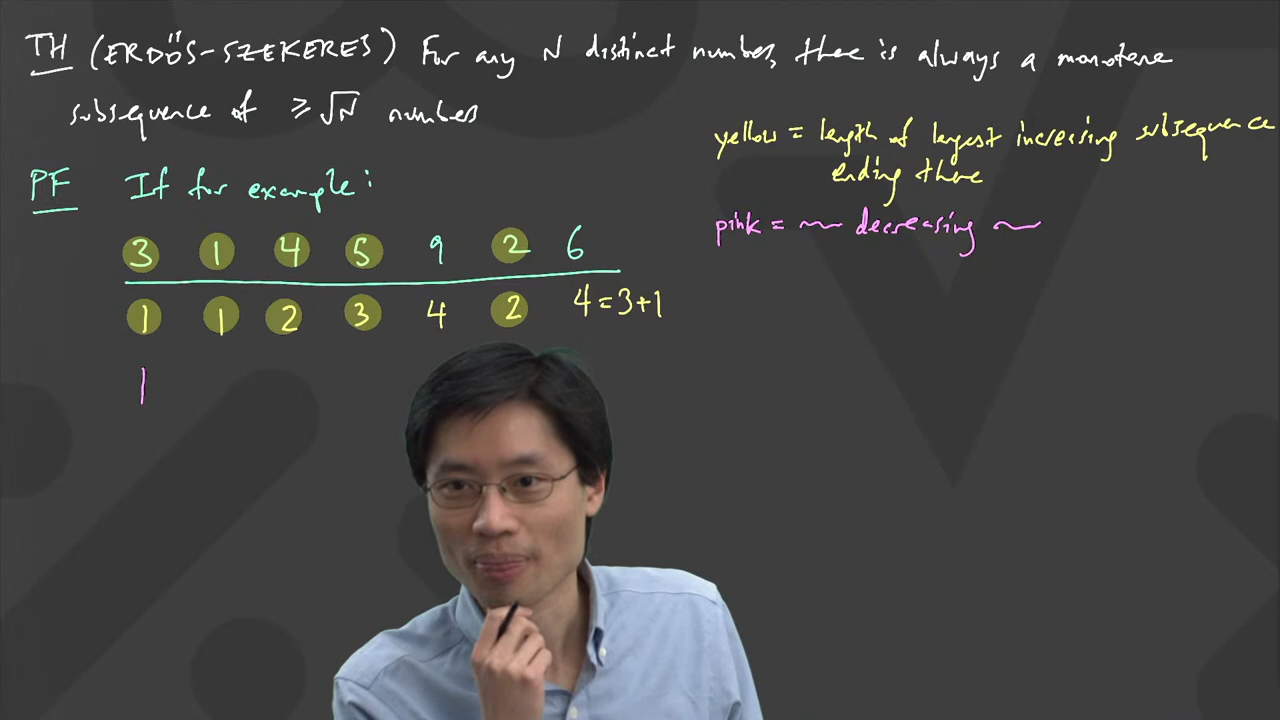 TH (ERDŐS-SZEKERES) For any N distinct number, there is always a monotone
subsequence of ≥ √N numbers
yellow = length of largest increasing subsequence
ending there
pink = ~ decreasing ~
PF If for example:
3 1 4 5 9 2 6
1 1 2 3 4 2 4=3+1
1